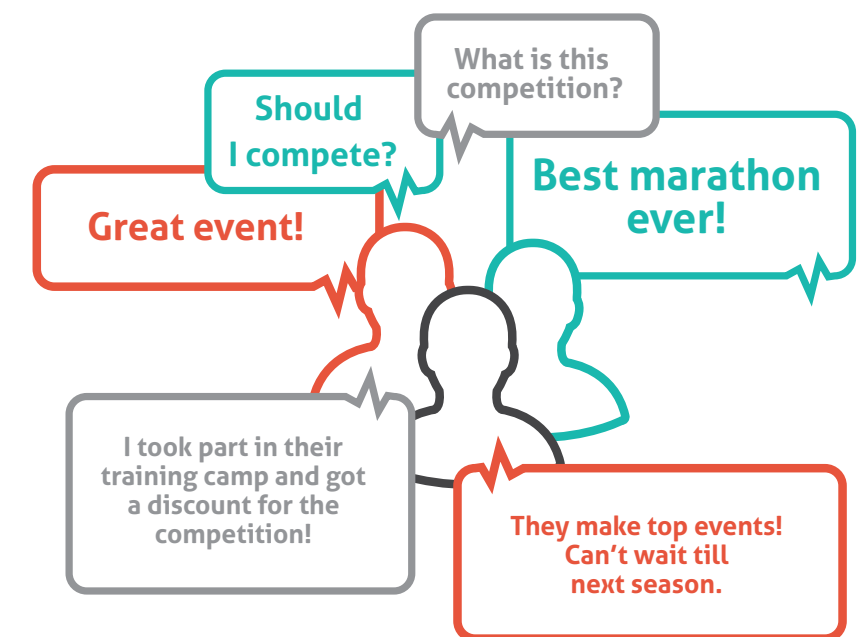 What is this
competition?
Should
I compete?
Best marathon
ever!
Great event!
I took part in their
training camp and got
a discount for the
competition!
They make top events!
Can't wait till
next season.